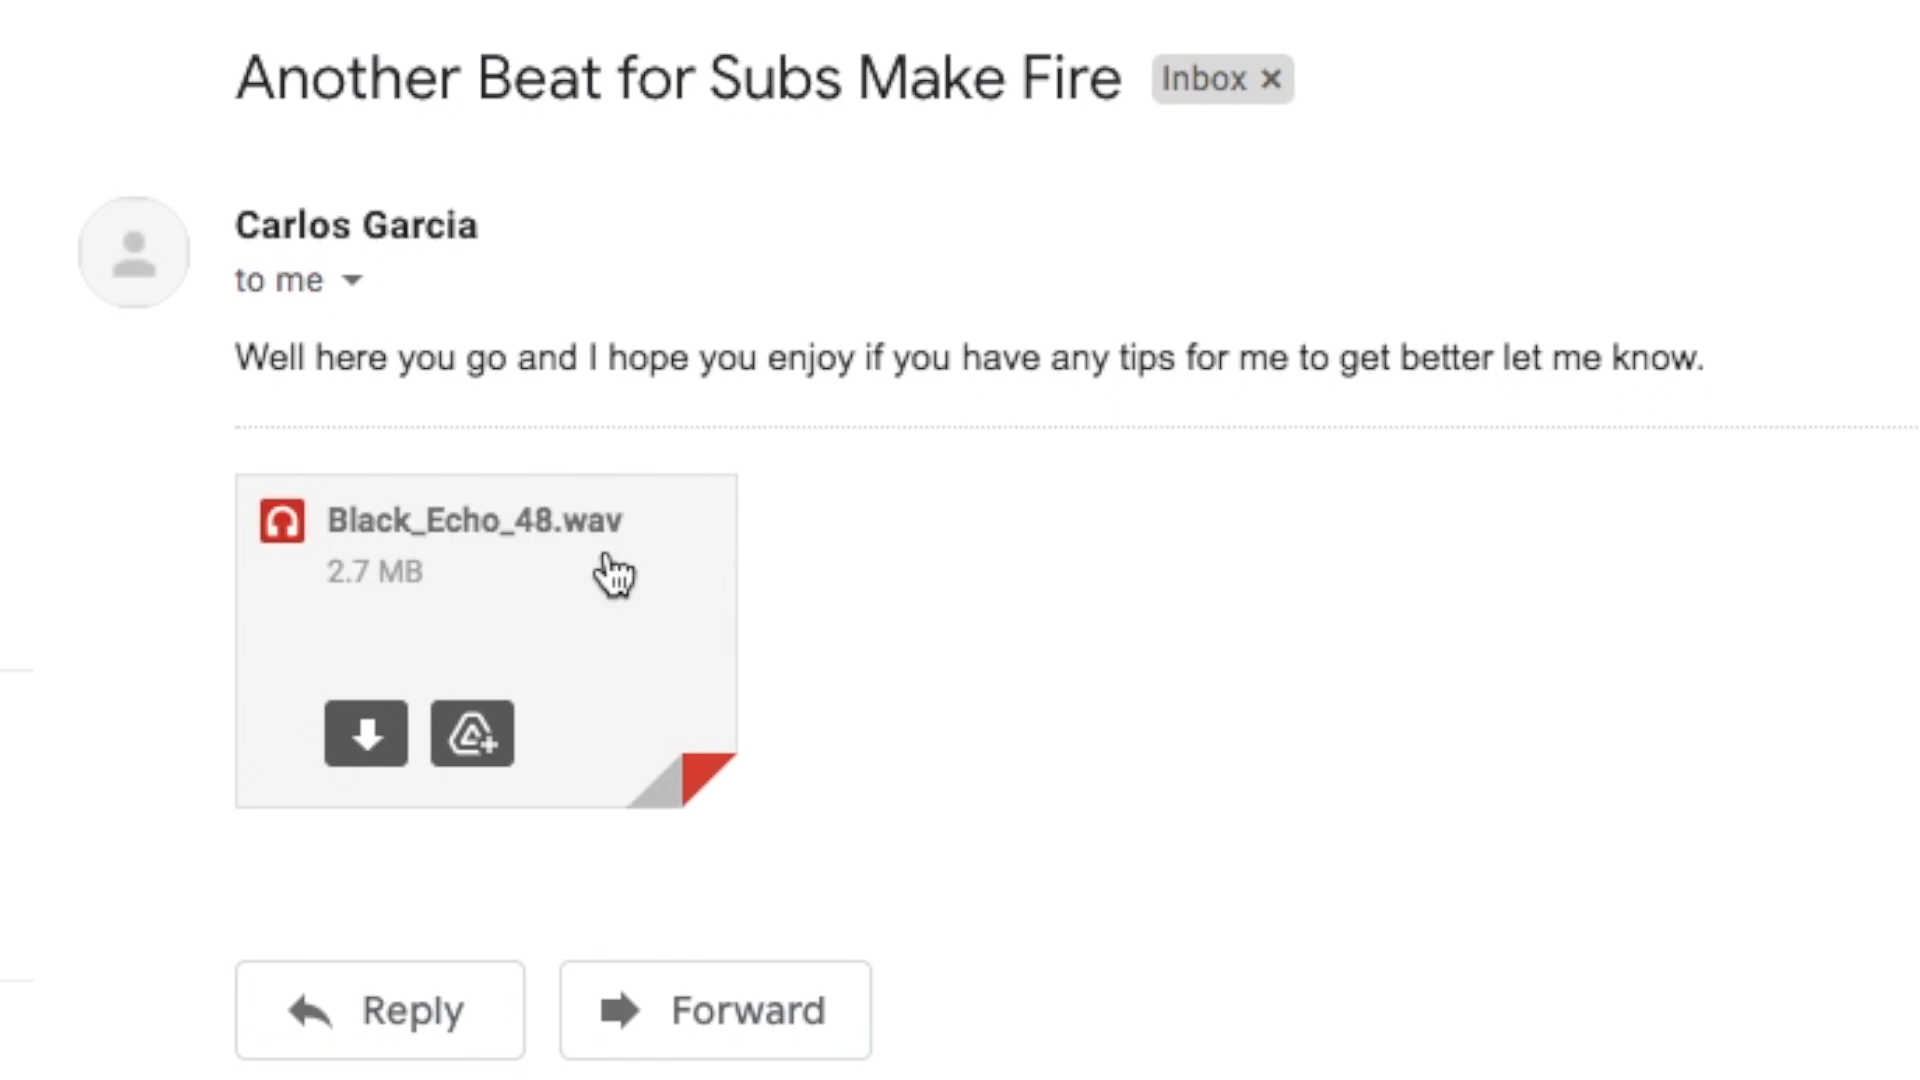 Another Beat for Subs Make Fire Inbox ×
Carlos Garcia
to me
Well here you go and I hope you enjoy if you have any tips for me to get better let me know.
Black_Echo_48.wav
2.7 MB
Reply Forward